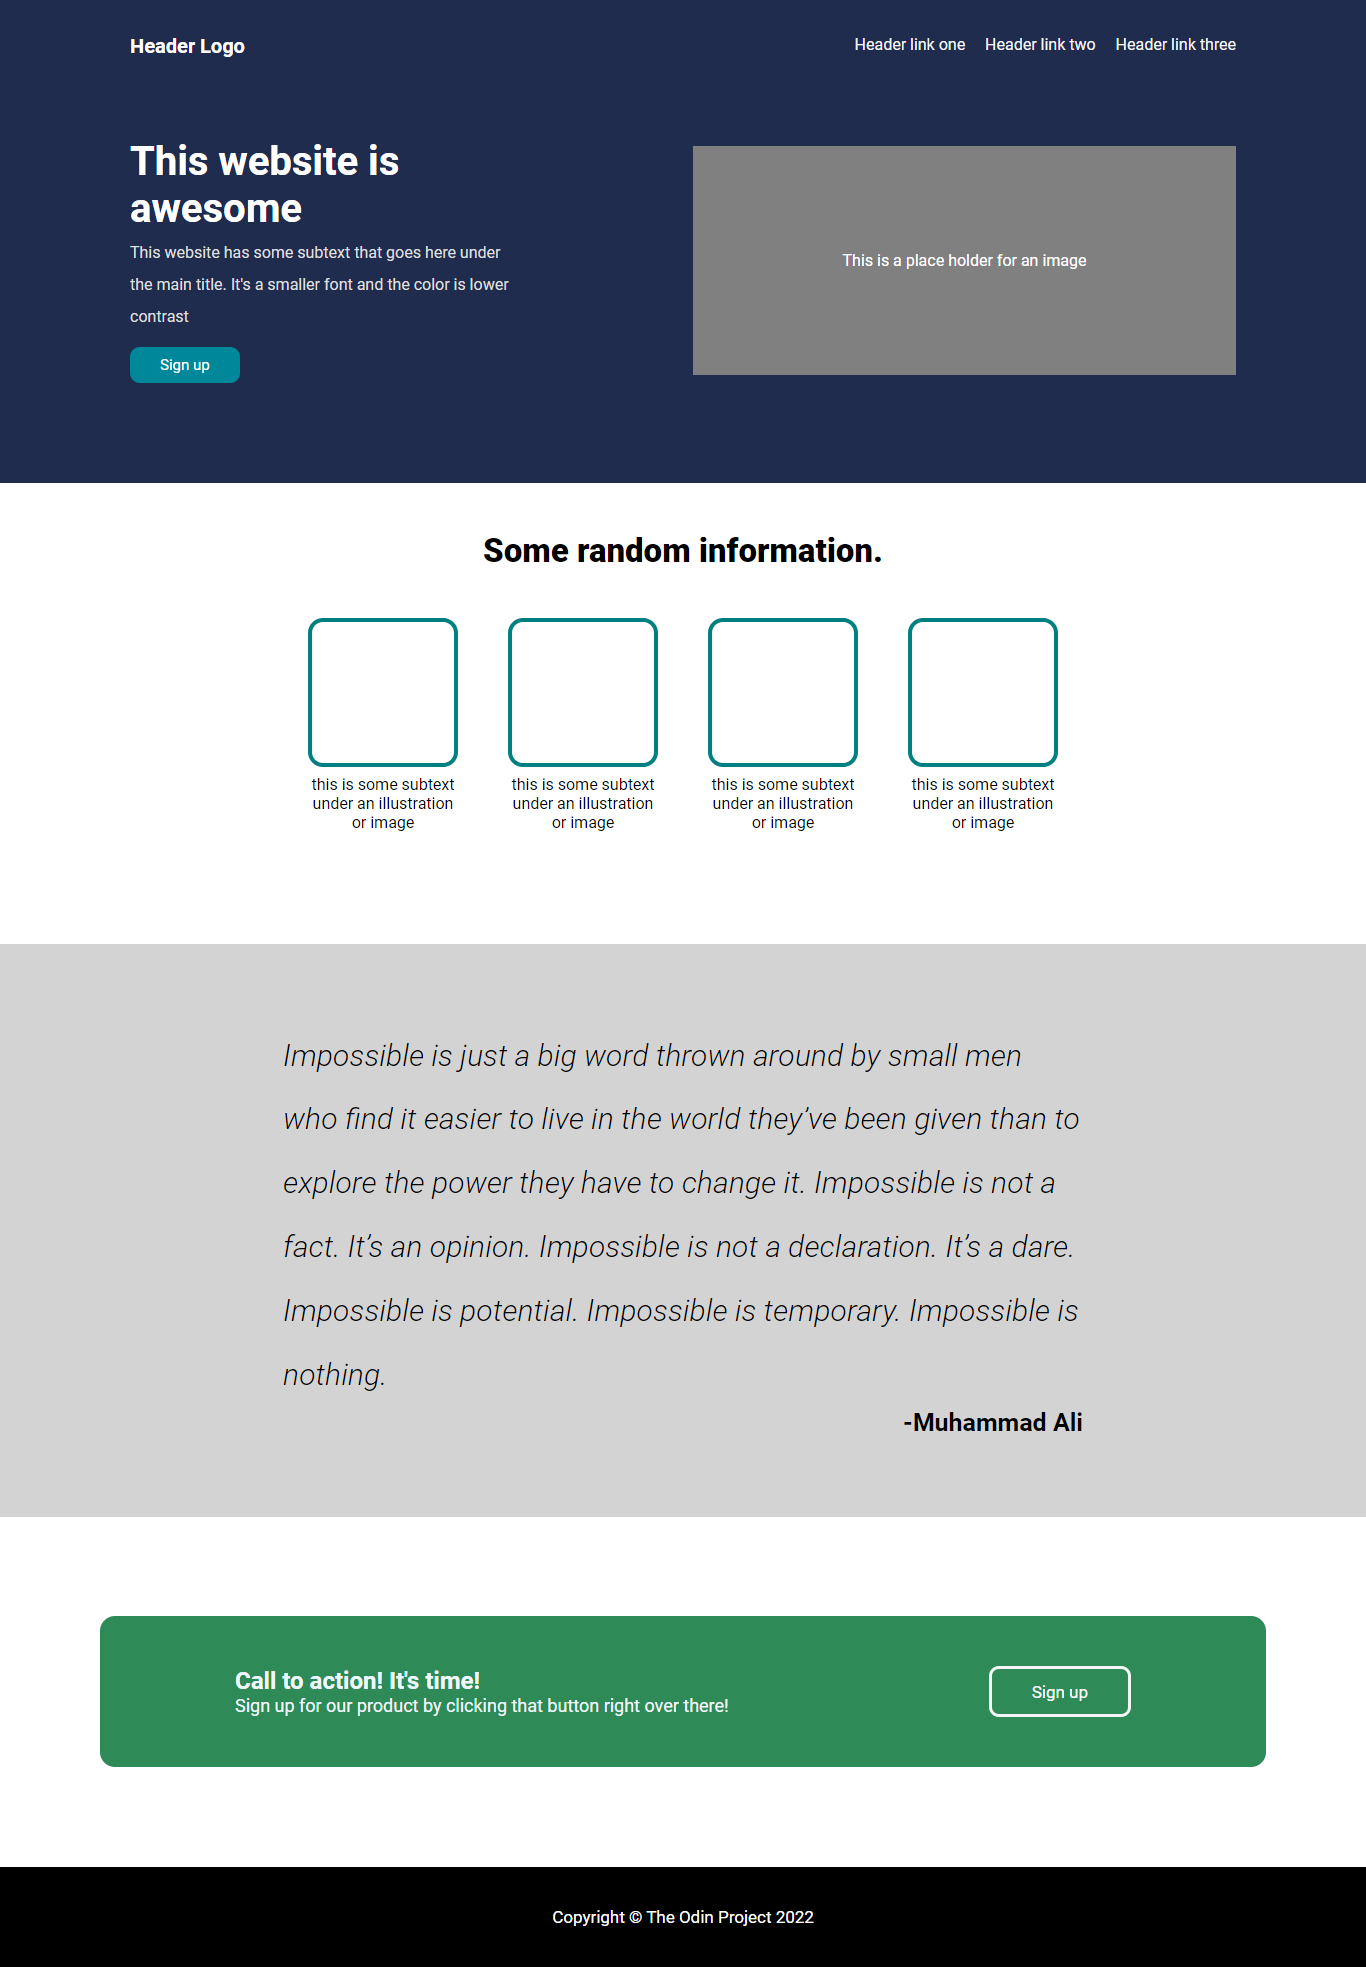 Header Logo
Header link one
Header link two
Header link three
This website is
awesome
This website has some subtext that goes here under
the main title. It's a smaller font and the color is lower
contrast
Sign up
This is a place holder for an image
Some random information.
this is some subtext
under an illustration
or image
this is some subtext
under an illustration
or image
this is some subtext
under an illustration
or image
this is some subtext
under an illustration
or image
Impossible is just a big word thrown around by small men
who find it easier to live in the world they’ve been given than to
explore the power they have to change it. Impossible is not a
fact. It’s an opinion. Impossible is not a declaration. It’s a dare.
Impossible is potential. Impossible is temporary. Impossible is
nothing.
-Muhammad Ali
Call to action! It's time!
Sign up for our product by clicking that button right over there!
Sign up
Copyright © The Odin Project 2022